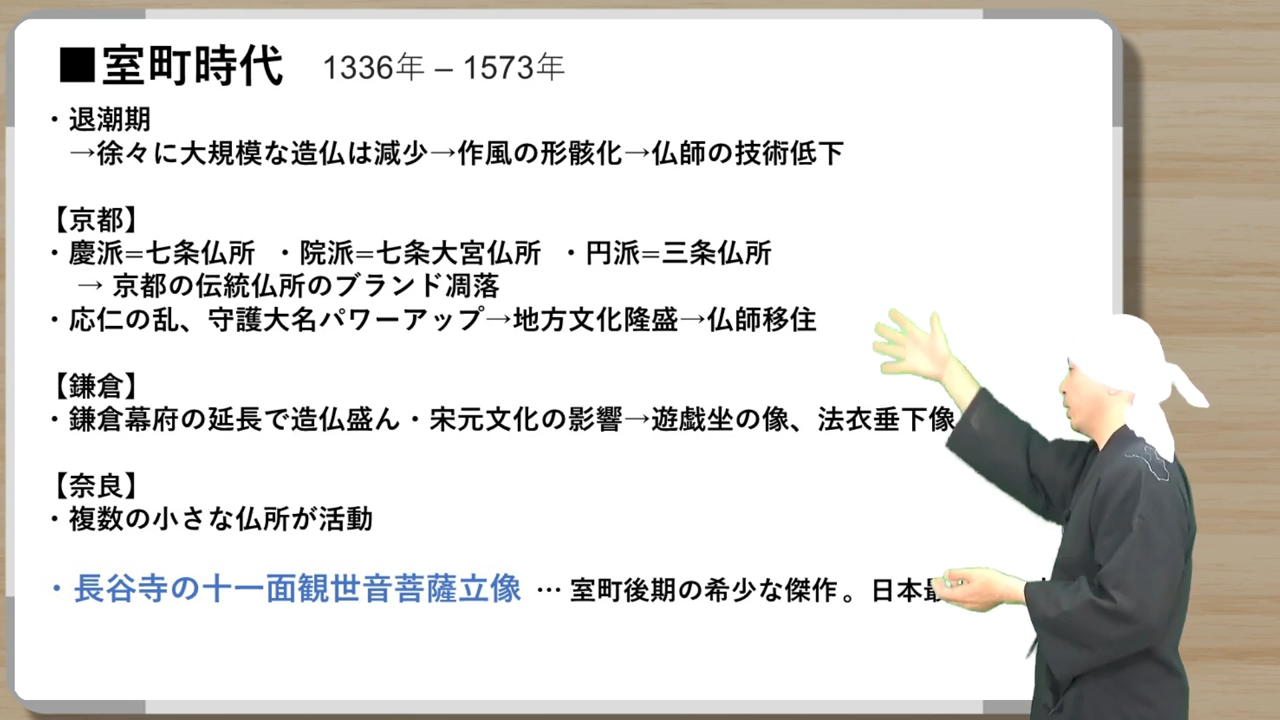 ■室町時代 1336年 – 1573年
・退潮期
→徐々に大規模な造仏は減少→作風の形骸化→仏師の技術低下
【京都】
・慶派=七条仏所 ・院派=七条大宮仏所 ・円派=三条仏所
→ 京都の伝統仏所のブランド凋落
・応仁の乱、守護大名パワーアップ→地方文化隆盛→仏師移住
【鎌倉】
・鎌倉幕府の延長で造仏盛ん・宋元文化の影響→遊戯坐の像、法衣垂下像
【奈良】
・複数の小さな仏所が活動
・長谷寺の十一面観世音菩薩立像 … 室町後期の希少な傑作。日本最